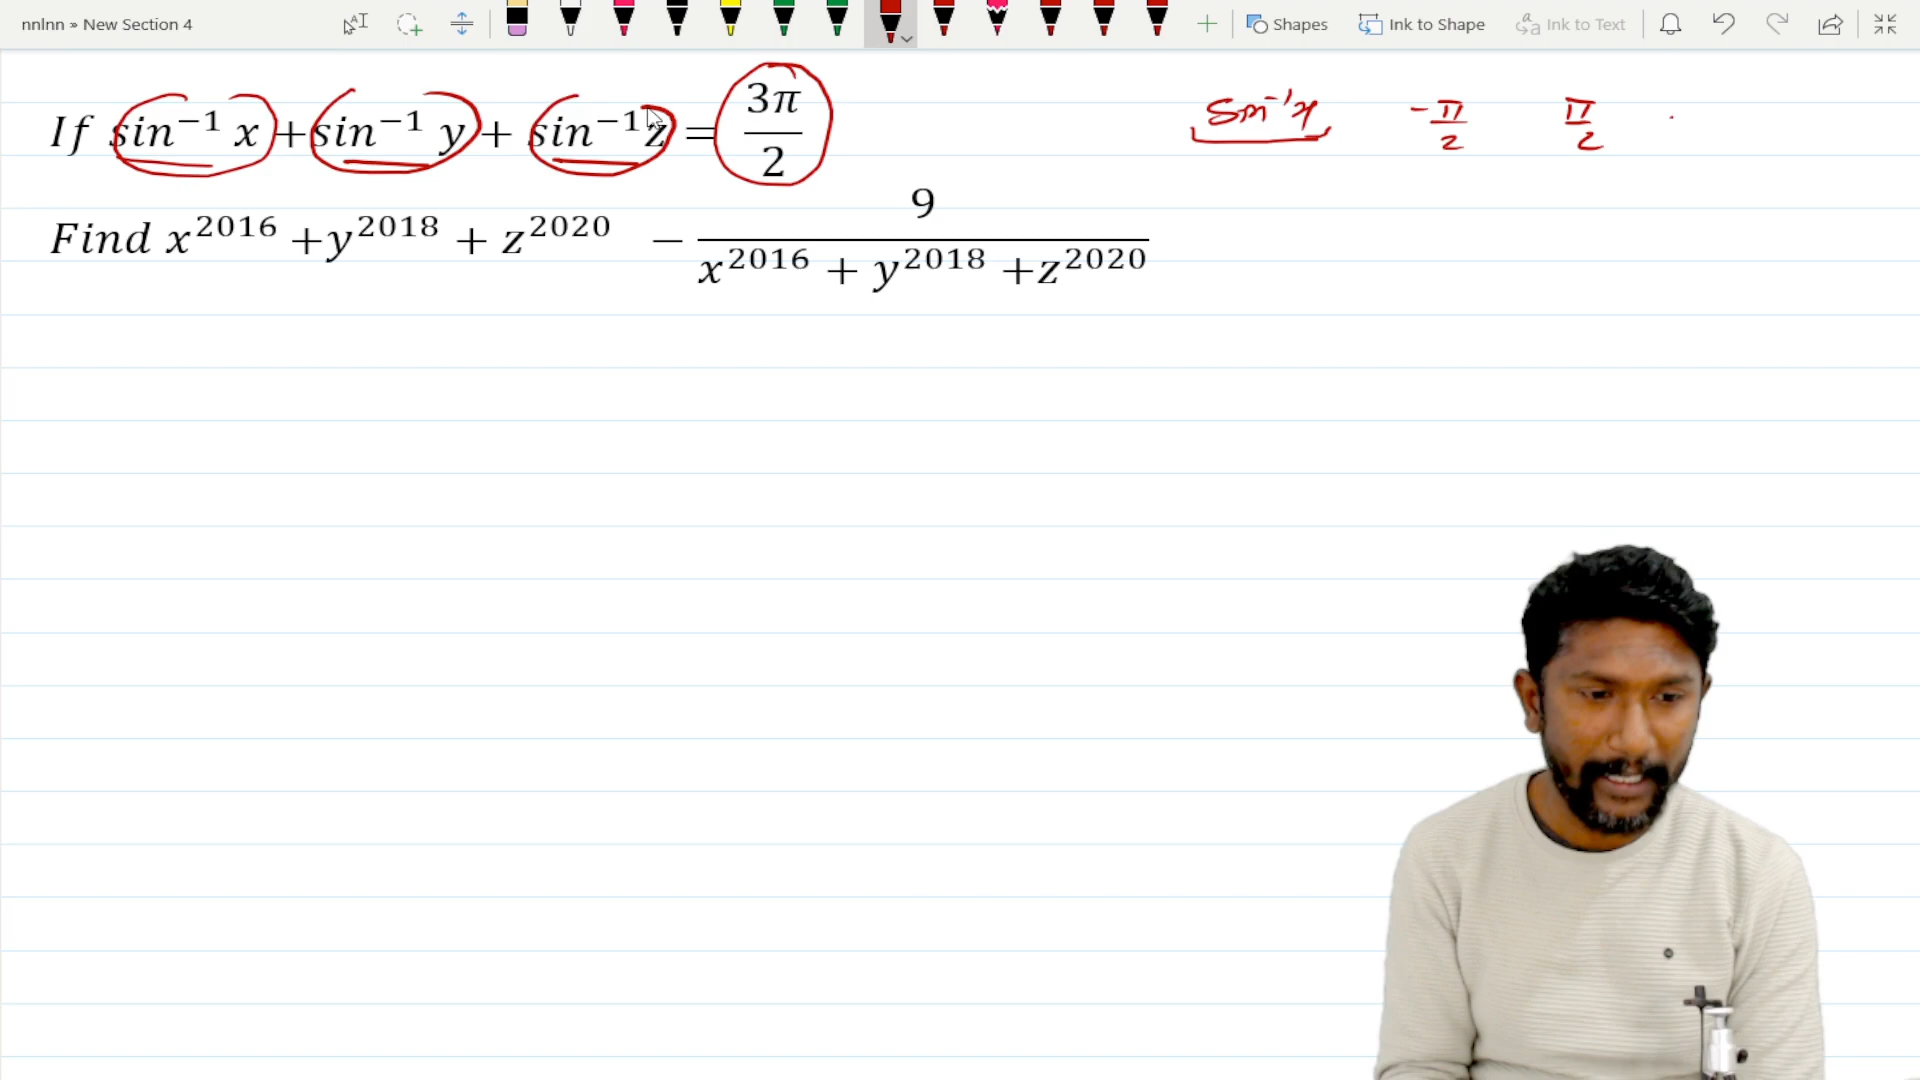 nnlnn » New Section 4
Shapes
Ink to Shape
Ink to Text
If sin⁻¹ x + sin⁻¹ y + sin⁻¹ z = 3π/2
sin⁻¹x -π/2 π/2
Find x²⁰¹⁶ + y²⁰¹⁸ + z²⁰²⁰ − 9/(x²⁰¹⁶ + y²⁰¹⁸ + z²⁰²⁰)